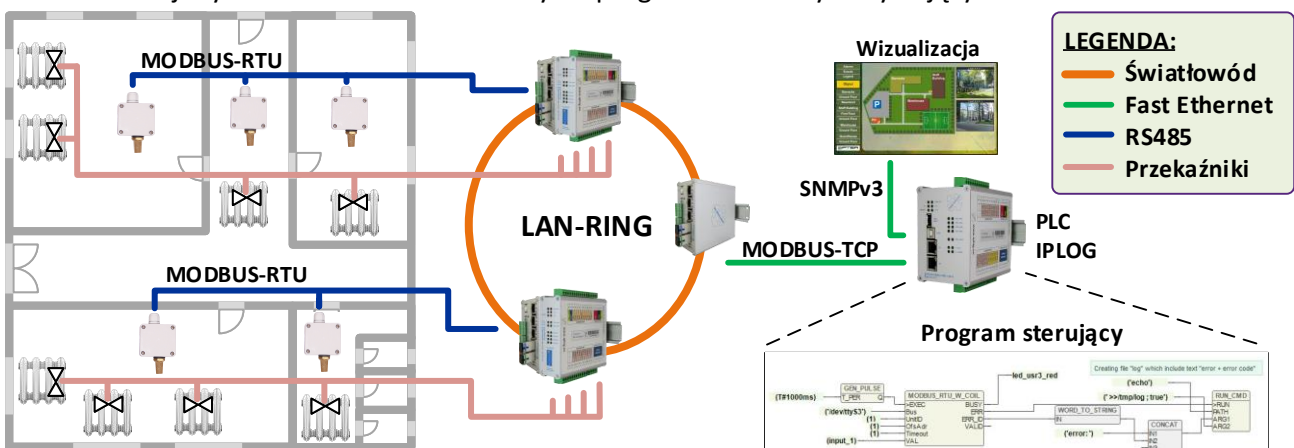 MODBUS-RTU
Wizualizacja
LEGENDA:
Światłowód
Fast Ethernet
RS485
Przekaźniki
SNMPv3
LAN-RING
PLC
IPLOG
MODBUS-TCP
MODBUS-RTU
Program sterujący
Creating file "log" which include text "error + error code"
led_usr3_red
('echo')
GEN_PULSE
(T#1000ms)
T_PER Q
MODBUS_RTU_W_COIL
>EXEC BUSY
('/dev/ttyS3')
Bus ERR
(1)
UnitID ERR_ID
(1)
OfsAdr VALID
(1)
Timeout
(input_1)
VAL
WORD_TO_STRING
IN
('error:')
CONCAT
IN1
IN2
('>>/tmp/log ; true')
RUN_CMD
>RUN
PATH
ARG1
ARG2